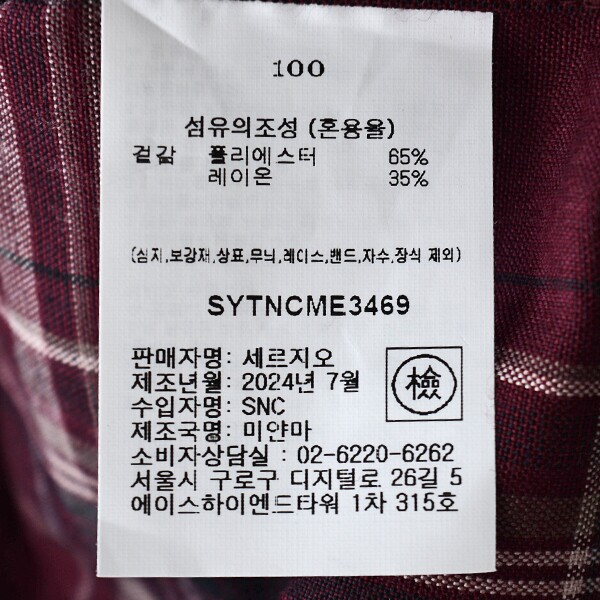 100
섬유의조성 (혼용율)
겉감 폴리에스터 65%
레이온 35%
(심지,보강재,상표,무늬,레이스,밴드,자수,장식 제외)
SYTNCME3469
판매자명: 세르지오
제조년월: 2024년 7월
수입자명: SNC
제조국명: 미얀마
檢
소비자상담실 : 02-6220-6262
서울시 구로구 디지털로 26길 5
에이스하이엔드타워 1차 315호